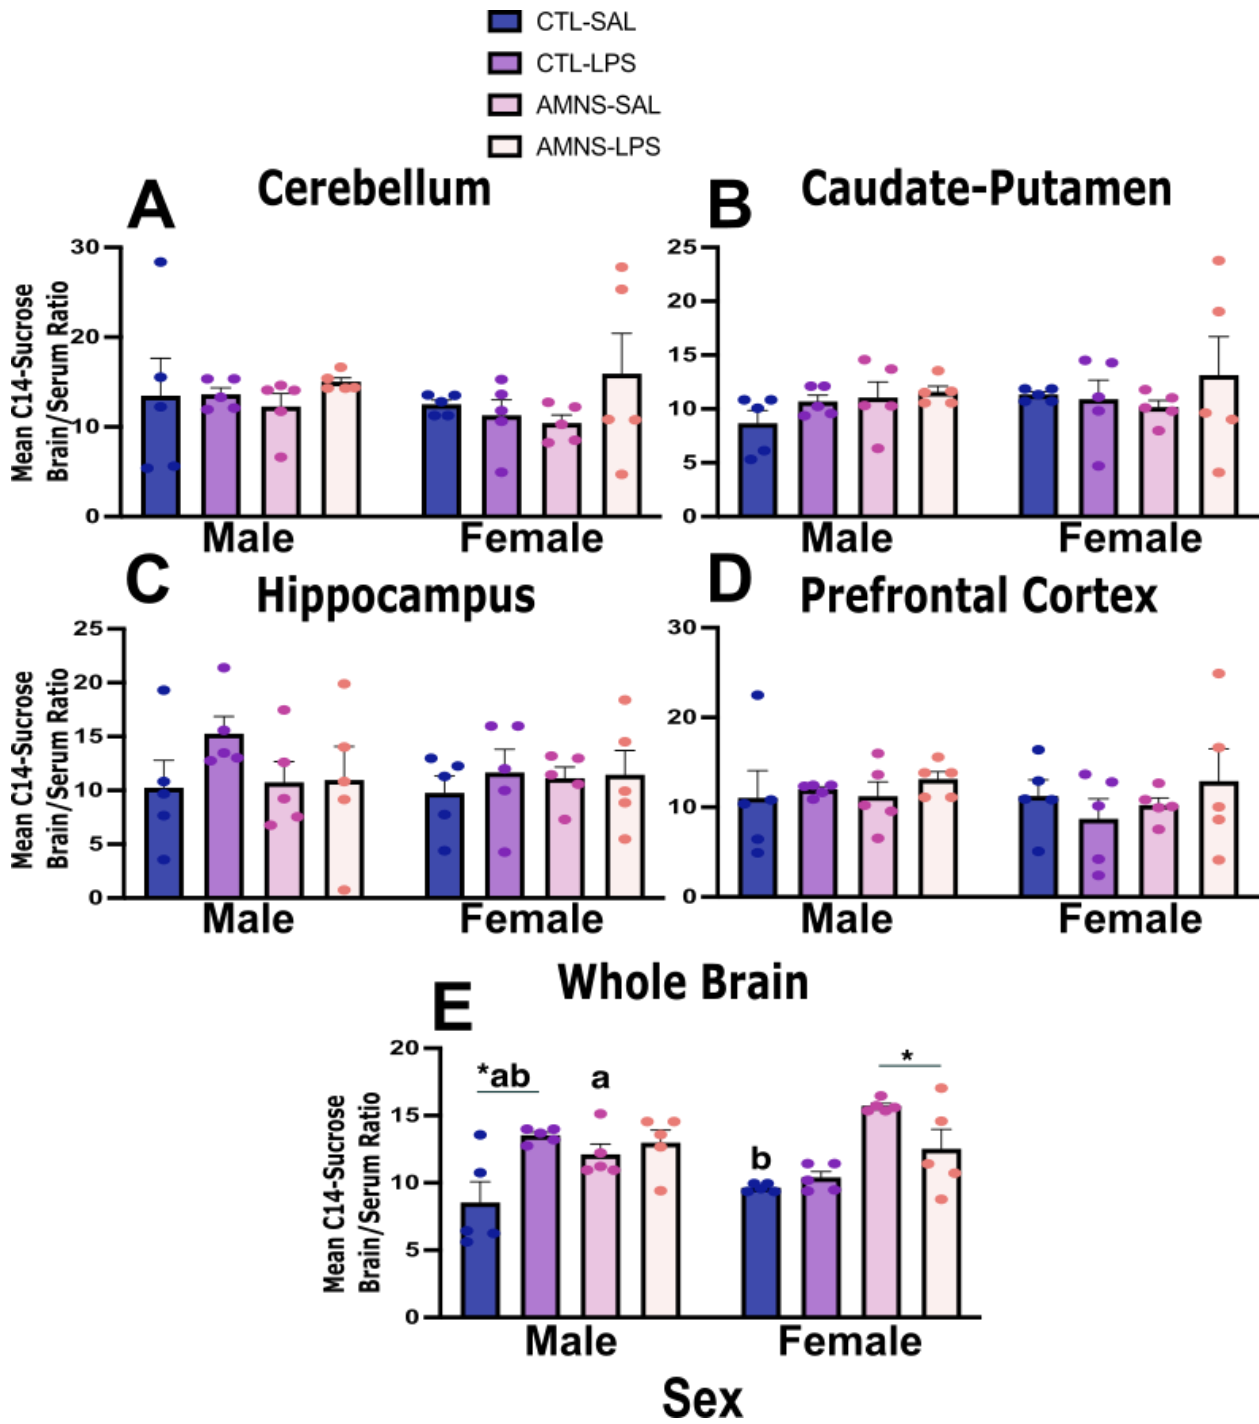 CTL-SAL
CTL-LPS
AMNS-SAL
AMNS-LPS
A
Cerebellum
Mean C14-Sucrose
Brain/Serum Ratio
30
20
10
0
Male
Female
B
Caudate-Putamen
25
20
15
10
5
0
Male
Female
C
Hippocampus
Mean C14-Sucrose
Brain/Serum Ratio
25
20
15
10
5
0
Male
Female
D
Prefrontal Cortex
30
20
10
0
Male
Female
E
Whole Brain
Mean C14-Sucrose
Brain/Serum Ratio
20
15
10
5
0
*ab
a
b
*
Male
Female
Sex